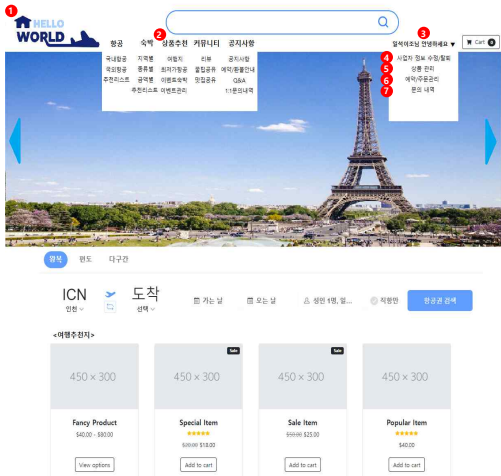 1
HELLO
WORLD
2
항공 숙박 상품추천 커뮤니티 공지사항
국내항공 지역별 여행지 리뷰 공지사항
국외항공 종류별 최저가항공 꿀팁공유 예약/환불안내
추천리스트 금액별 이벤트숙박 맛집공유 Q&A
추천리스트 이벤트관리 1:1문의내역
3
일석이조님 안녕하세요 ▼
Cart 0
4 사업자 정보 수정/탈퇴
5 상품 관리
6 예약/주문관리
7 문의 내역
왕복 편도 다구간
ICN 도착
인천 선택
가는 날 오는 날 성인 1명, 일... 직항만 항공권 검색
<여행추천지>
450 × 300
Fancy Product
$40.00 - $80.00
View options
Sale
450 × 300
Special Item
$20.00 $18.00
Add to cart
Sale
450 × 300
Sale Item
$50.00 $25.00
Add to cart
450 × 300
Popular Item
$40.00
Add to cart